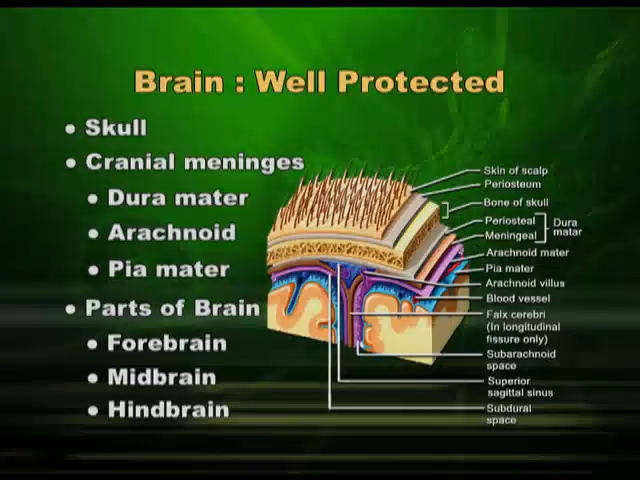 Brain : Well Protected
● Skull
● Cranial meninges
● Dura mater
● Arachnoid
● Pia mater
● Parts of Brain
● Forebrain
● Midbrain
● Hindbrain
Skin of scalp
Periosteum
Bone of skull
Periosteal
Meningeal
Dura
matar
Arachnoid mater
Pia mater
Arachnoid villus
Blood vessel
Falx cerebri
(in longitudinal
fissure only)
Subarachnoid
space
Superior
sagittal sinus
Subdural
space